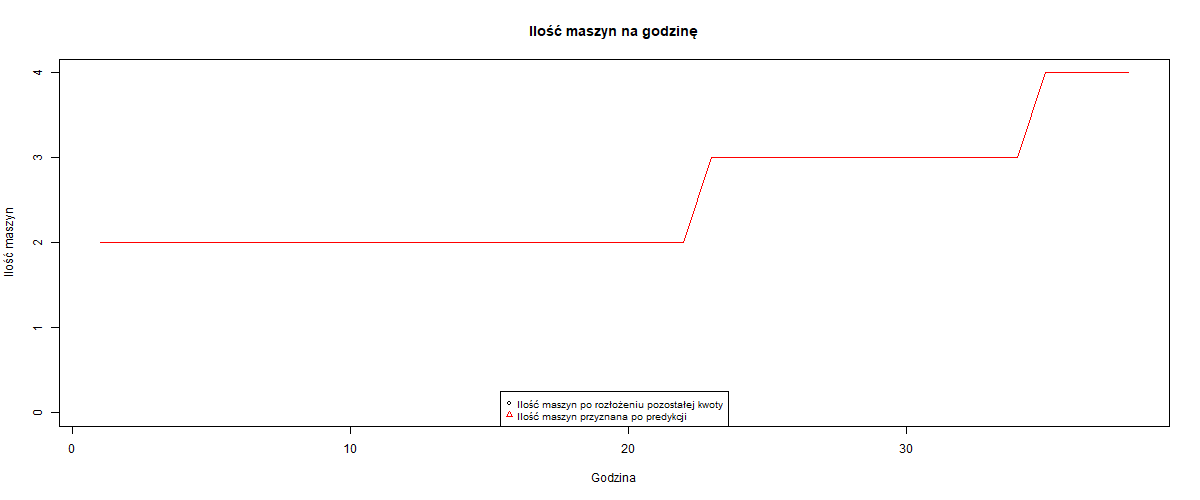 Ilość maszyn na godzinę
4
3
2
1
0
Ilość maszyn
Ilość maszyn po rozłożeniu pozostałej kwoty
Ilość maszyn przyznana po predykcji
0 10 20 30
Godzina